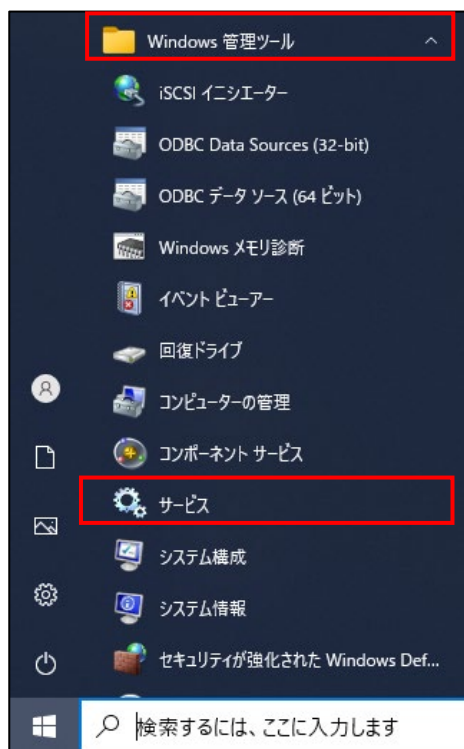 Windows 管理ツール
iSCSI イニシエーター
ODBC Data Sources (32-bit)
ODBC データ ソース (64 ビット)
Windows メモリ診断
イベント ビューアー
回復ドライブ
コンピューターの管理
コンポーネント サービス
サービス
システム構成
システム情報
セキュリティが強化された Windows Def...
検索するには、ここに入力します